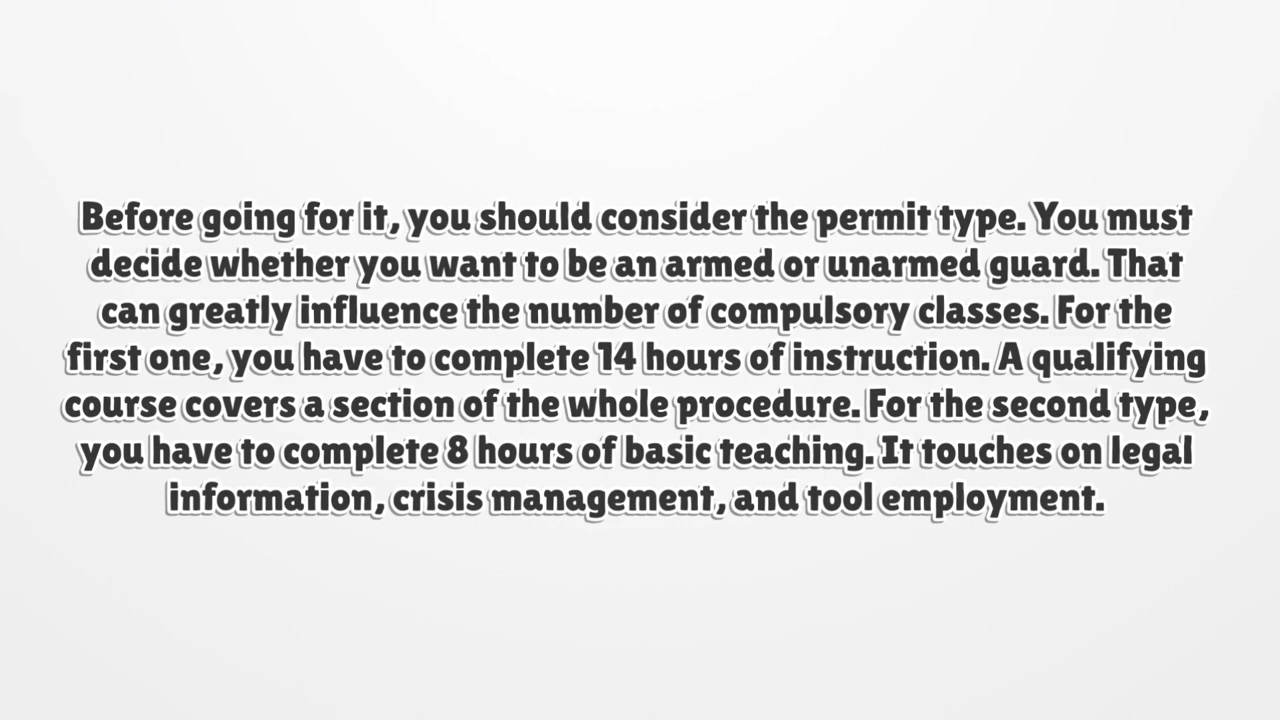 Before going for it, you should consider the permit type. You must
decide whether you want to be an armed or unarmed guard. That
can greatly influence the number of compulsory classes. For the
first one, you have to complete 14 hours of instruction. A qualifying
course covers a section of the whole procedure. For the second type,
you have to complete 8 hours of basic teaching. It touches on legal
information, crisis management, and tool employment.